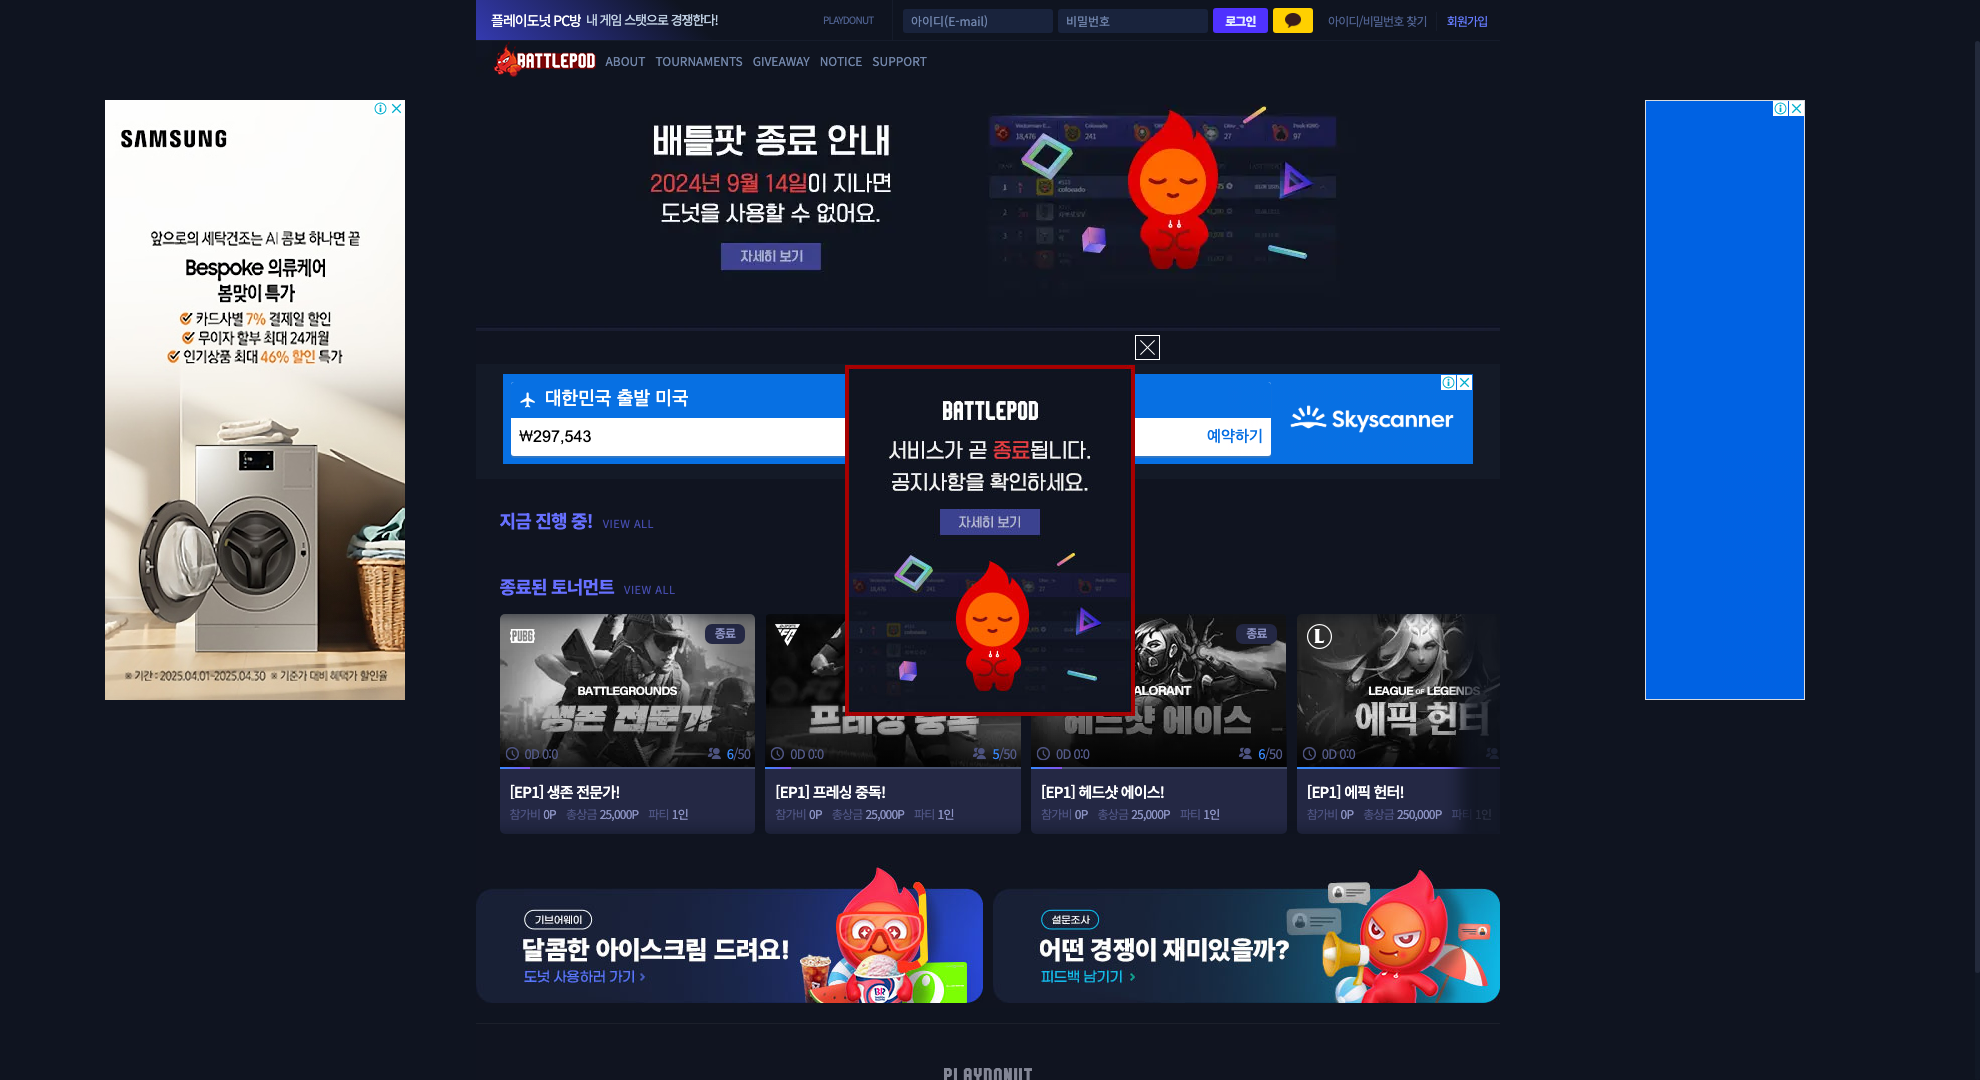 플레이도넛 PC방 내 게임 스탯으로 경쟁한다!
PLAYDONUT
아이디(E-mail)
비밀번호
로그인
아이디/비밀번호 찾기
회원가입
BATTLEPOD
ABOUT
TOURNAMENTS
GIVEAWAY
NOTICE
SUPPORT
SAMSUNG
앞으로의 세탁건조는 AI 콤보 하나면 끝
Bespoke 의류케어
봄맞이 특가
카드사별 7% 결제일 할인
무이자 할부 최대 24개월
인기상품 최대 46% 할인 특가
※ 기간 : 2025.04.01-2025.04.30 ※ 기준가 대비 혜택가 할인율
배틀팟 종료 안내
2024년 9월 14일이 지나면
도넛을 사용할 수 없어요.
자세히 보기
18,476
241
27
97
대한민국 출발 미국
₩297,543
예약하기
Skyscanner
BATTLEPOD
서비스가 곧 종료됩니다.
공지사항을 확인하세요.
자세히 보기
지금 진행 중!
VIEW ALL
종료된 토너먼트
VIEW ALL
PUBG
종료
BATTLEGROUNDS
생존 전문가
0D 0:0
6/50
[EP1] 생존 전문가!
참가비 0P 총상금 25,000P 파티 1인
프레싱 중독
0D 0:0
5/50
[EP1] 프레싱 중독!
참가비 0P 총상금 25,000P 파티 1인
종료
ALORANT
헤드샷 에이스
0D 0:0
6/50
[EP1] 헤드샷 에이스!
참가비 0P 총상금 25,000P 파티 1인
L
LEAGUE OF LEGENDS
에픽 헌터
0D 0:0
[EP1] 에픽 헌터!
참가비 0P 총상금 250,000P 파티 1인
기브어웨이
달콤한 아이스크림 드려요!
도넛 사용하러 가기 >
BR
설문조사
어떤 경쟁이 재미있을까?
피드백 남기기 >
PLAYDONUT